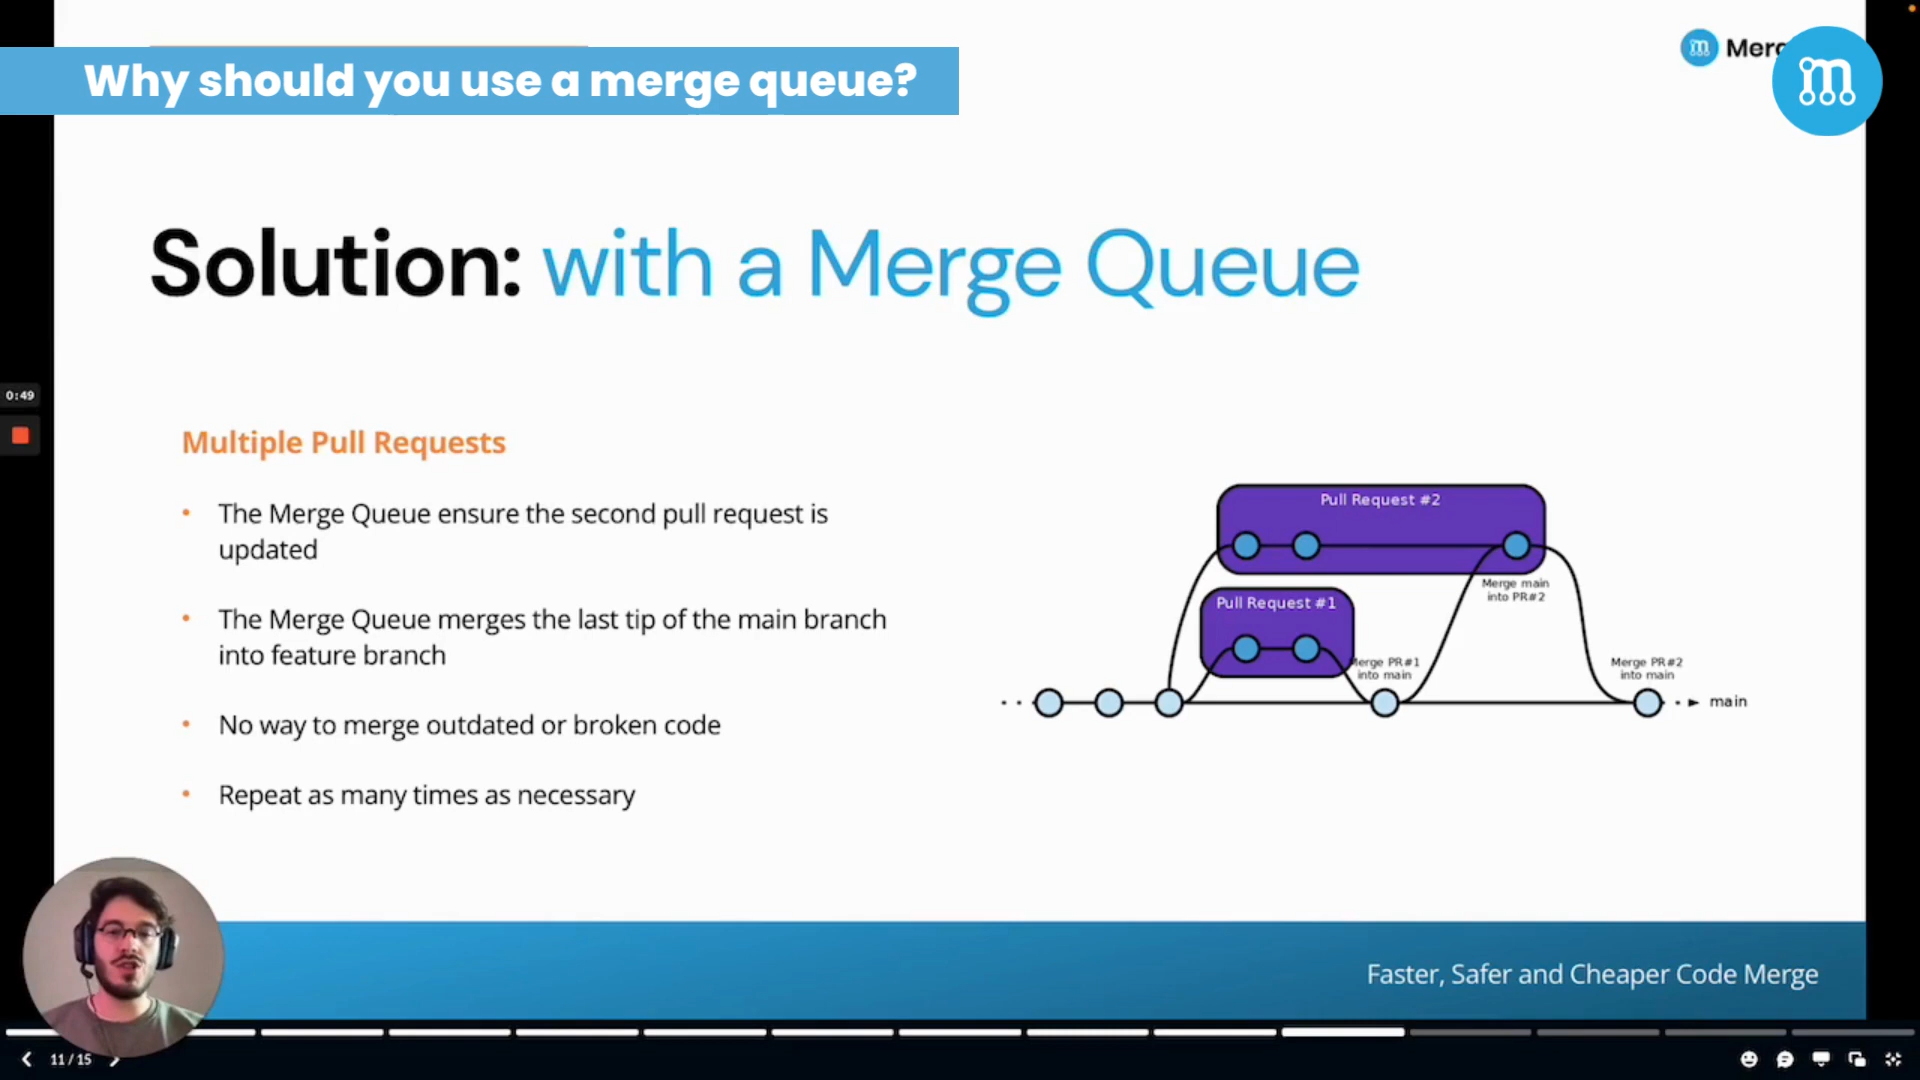 Why should you use a merge queue?
Merg
Solution: with a Merge Queue
0:49
Multiple Pull Requests
• The Merge Queue ensure the second pull request is
updated
• The Merge Queue merges the last tip of the main branch
into feature branch
• No way to merge outdated or broken code
• Repeat as many times as necessary
Pull Request #2
Merge main
into PR#2
Pull Request #1
Merge PR#1
into main
Merge PR#2
into main
main
Faster, Safer and Cheaper Code Merge
11 / 15